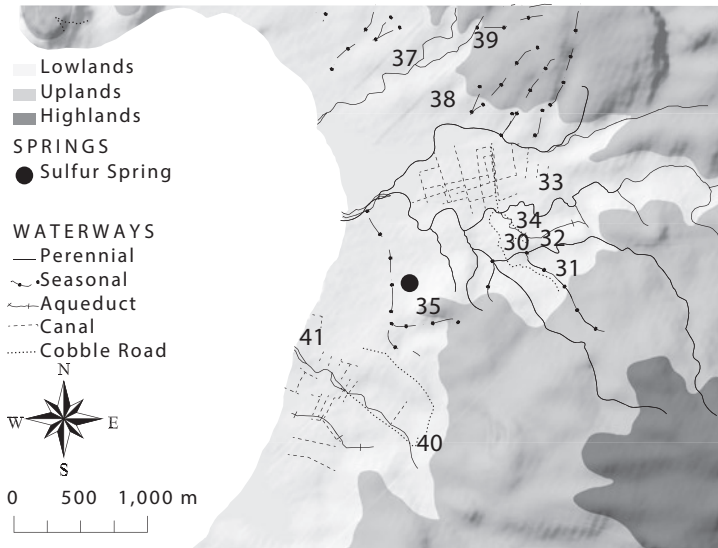 Lowlands
Uplands
Highlands
SPRINGS
Sulfur Spring
WATERWAYS
Perennial
Seasonal
Aqueduct
Canal
Cobble Road
N
W E
S
0 500 1,000 m
37
39
38
33
34
30 32
31
35
41
40